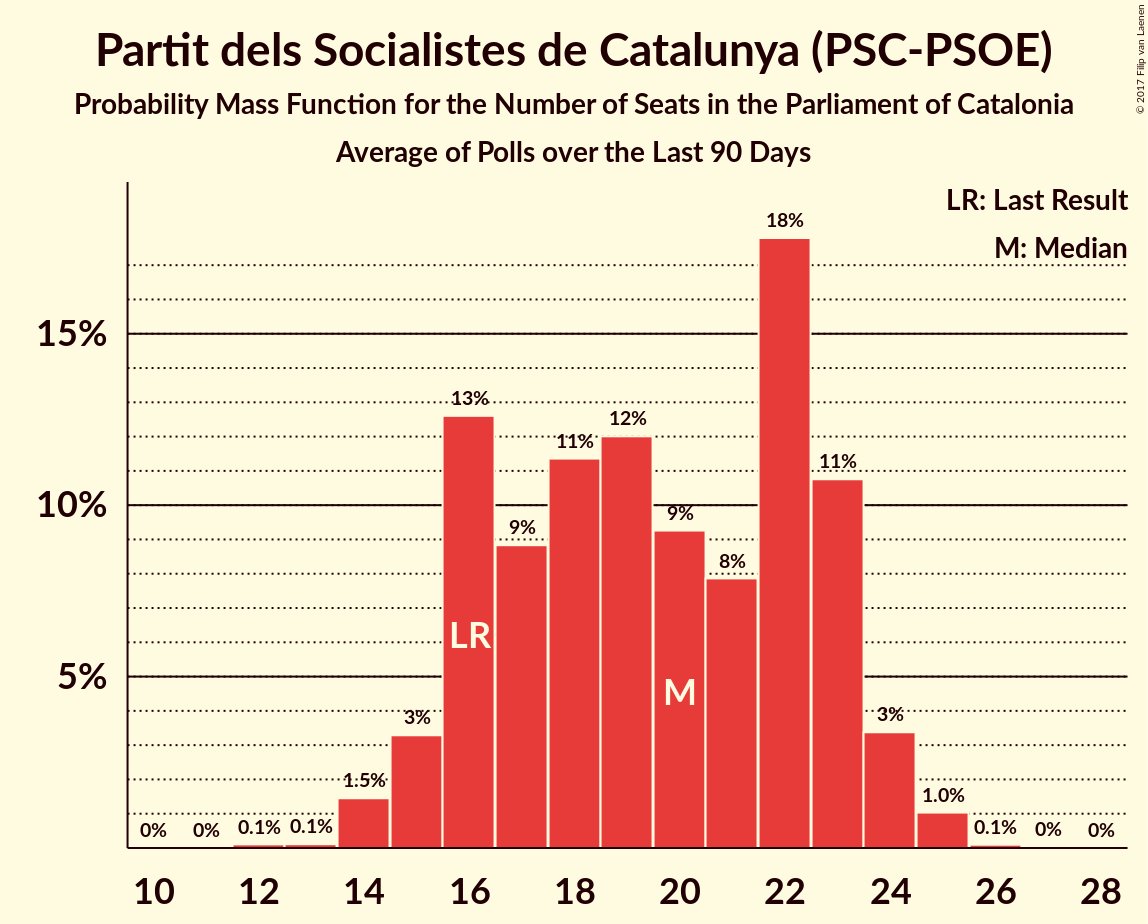 Partit dels Socialistes de Catalunya (PSC-PSOE)
Probability Mass Function for the Number of Seats in the Parliament of Catalonia
Average of Polls over the Last 90 Days
© 2017 Filip van Laenen
LR: Last Result
M: Median
15%
10%
5%
0%
0%
0.1%
0.1%
1.5%
3%
13%
9%
11%
12%
9%
8%
18%
11%
3%
1.0%
0.1%
0%
0%
LR
M
10 12 14 16 18 20 22 24 26 28